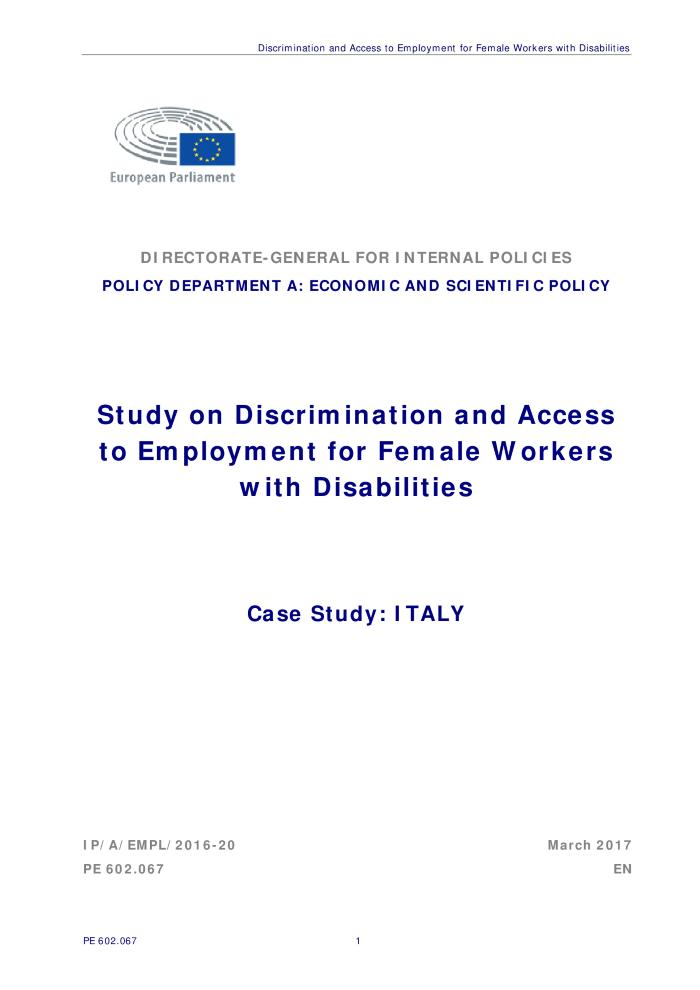 Discrimination and Access to Employment for Female Workers with Disabilities
European Parliament
DIRECTORATE-GENERAL FOR INTERNAL POLICIES
POLICY DEPARTMENT A: ECONOMIC AND SCIENTIFIC POLICY
Study on Discrimination and Access
to Employment for Female Workers
with Disabilities
Case Study: ITALY
IP/A/EMPL/2016-20 March 2017
PE 602.067 EN
PE 602.067 1